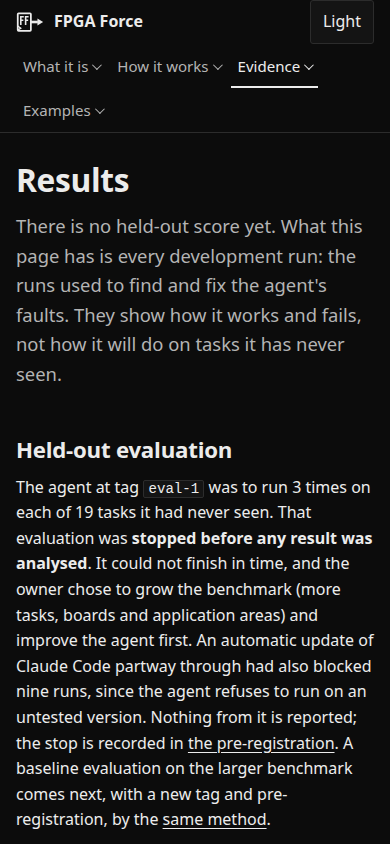 FF FPGA Force
Light
What it is How it works Evidence
Examples
Results
There is no held-out score yet. What this
page has is every development run: the
runs used to find and fix the agent's
faults. They show how it works and fails,
not how it will do on tasks it has never
seen.
Held-out evaluation
The agent at tag eval-1 was to run 3 times on
each of 19 tasks it had never seen. That
evaluation was stopped before any result was
analysed. It could not finish in time, and the
owner chose to grow the benchmark (more
tasks, boards and application areas) and
improve the agent first. An automatic update of
Claude Code partway through had also blocked
nine runs, since the agent refuses to run on an
untested version. Nothing from it is reported;
the stop is recorded in the pre-registration. A
baseline evaluation on the larger benchmark
comes next, with a new tag and pre-
registration, by the same method.